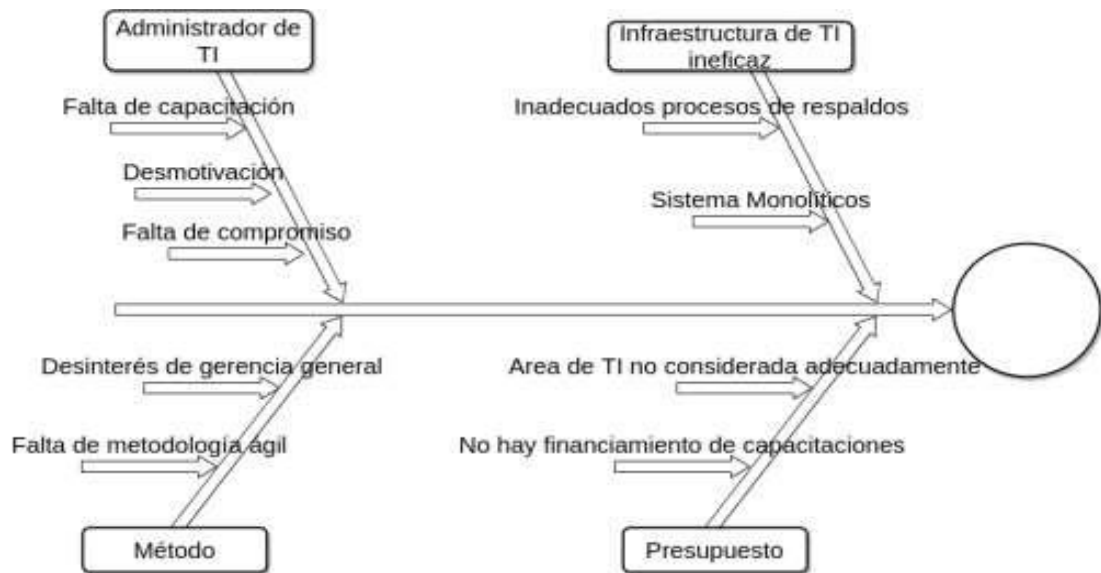 Administrador de
TI
Infraestructura de TI
ineficaz
Falta de capacitación
Inadecuados procesos de respaldos
Desmotivación
Sistema Monolíticos
Falta de compromiso
Desinterés de gerencia general
Area de TI no considerada adecuadamente
Falta de metodología ágil
No hay financiamiento de capacitaciones
Método
Presupuesto